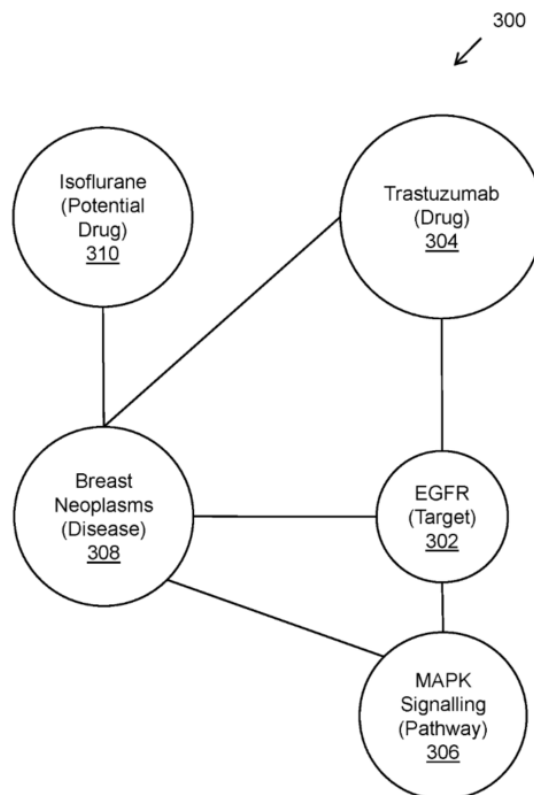 300
Isoflurane
(Potential
Drug)
310
Trastuzumab
(Drug)
304
Breast
Neoplasms
(Disease)
308
EGFR
(Target)
302
MAPK
Signalling
(Pathway)
306